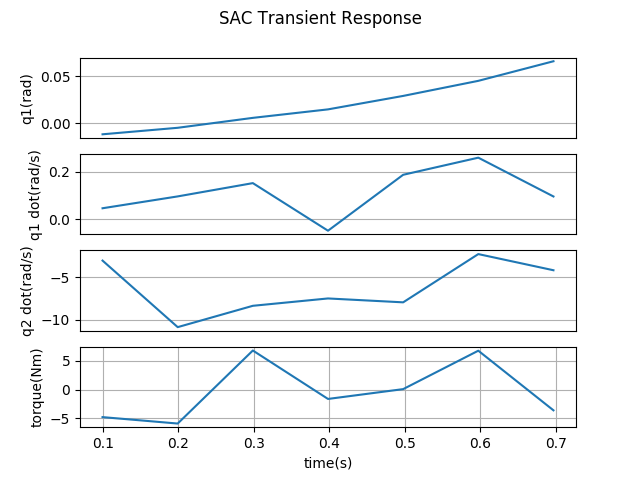 SAC Transient Response
q1(rad)
0.05
0.00
q1 dot(rad/s)
0.2
0.0
q2 dot(rad/s)
−5
−10
torque(Nm)
5
0
−5
0.1 0.2 0.3 0.4 0.5 0.6 0.7
time(s)